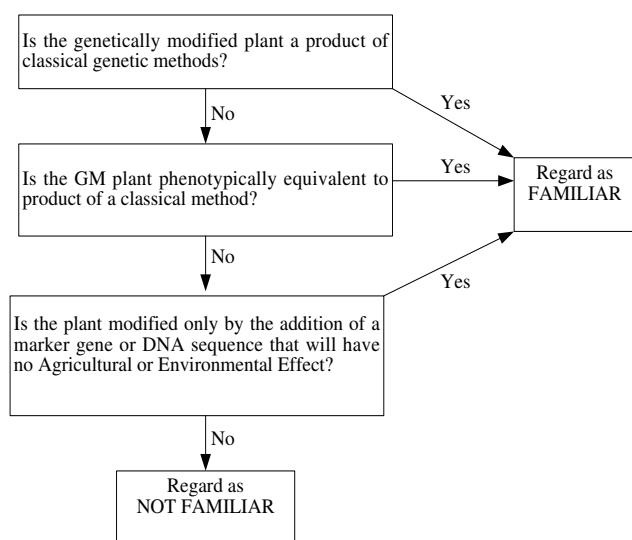 Is the genetically modified plant a product of
classical genetic methods?
Yes
No
Is the GM plant phenotypically equivalent to
product of a classical method?
Yes
Regard as
FAMILIAR
No
Yes
Is the plant modified only by the addition of a
marker gene or DNA sequence that will have
no Agricultural or Environmental Effect?
No
Regard as
NOT FAMILIAR